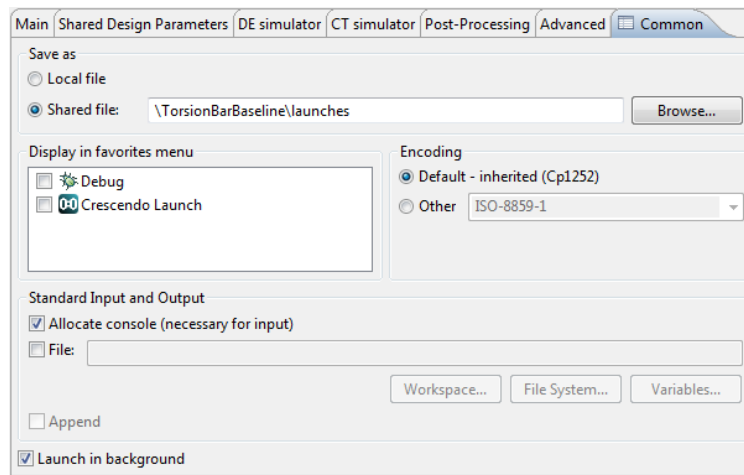 Main Shared Design Parameters DE simulator CT simulator Post-Processing Advanced Common
Save as
Local file
Shared file: \TorsionBarBaseline\launches Browse...
Display in favorites menu
Debug
Crescendo Launch
Encoding
Default - inherited (Cp1252)
Other ISO-8859-1
Standard Input and Output
Allocate console (necessary for input)
File:
Workspace... File System... Variables...
Append
Launch in background